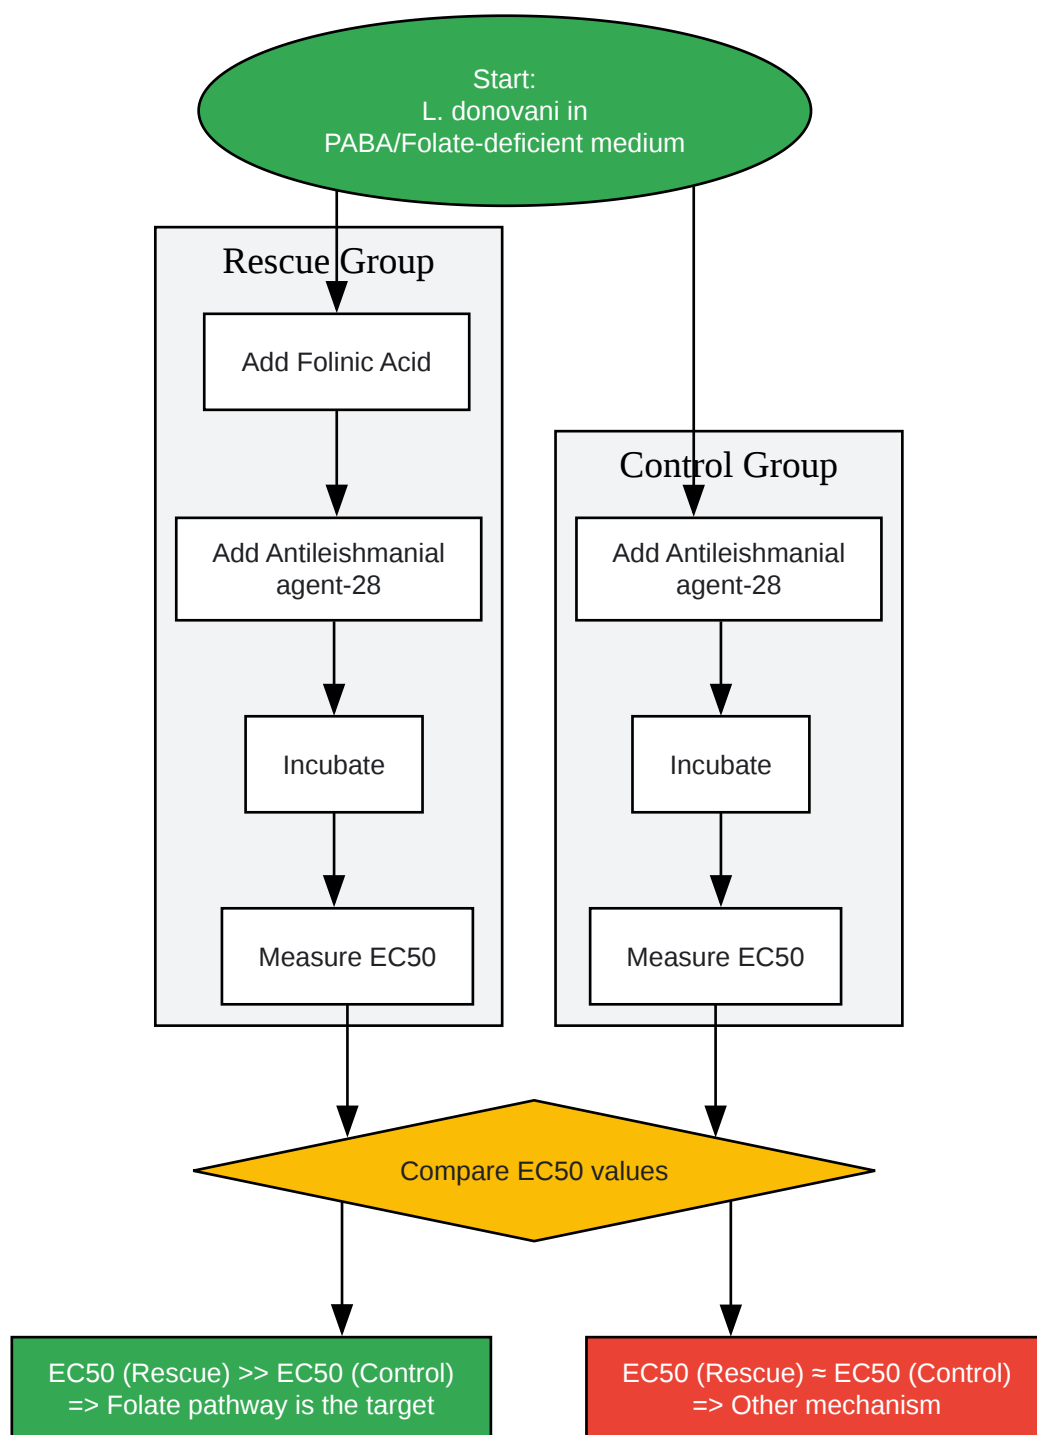 Start:
L. donovani in
PABA/Folate-deficient medium
Rescue Group
Add Folinic Acid
Add Antileishmanial
agent-28
Incubate
Measure EC50
Control Group
Add Antileishmanial
agent-28
Incubate
Measure EC50
Compare EC50 values
EC50 (Rescue) >> EC50 (Control)
=> Folate pathway is the target
EC50 (Rescue) ≈ EC50 (Control)
=> Other mechanism